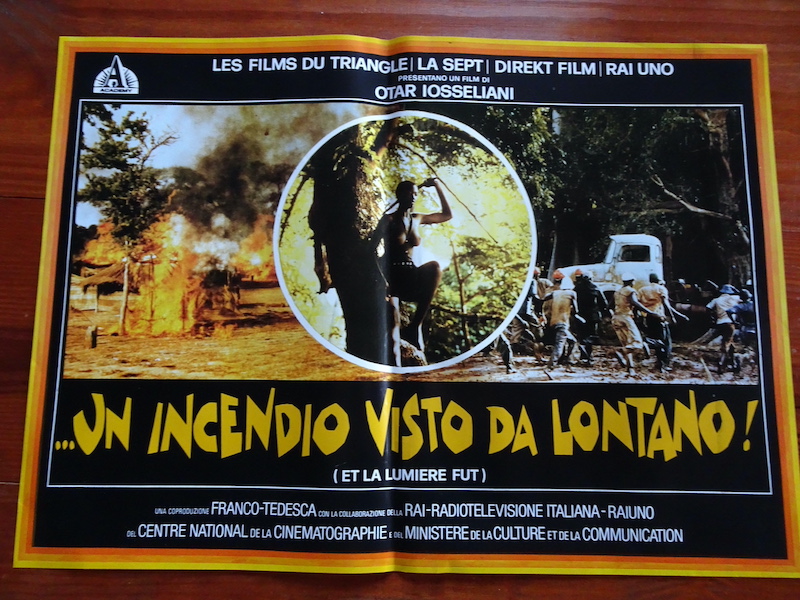 ACADEMY
LES FILMS DU TRIANGLE | LA SEPT | DIREKT FILM | RAI UNO
PRESENTANO UN FILM DI
OTAR IOSSELIANI
...UN INCENDIO VISTO DA LONTANO!
(ET LA LUMIERE FUT)
UNA COPRODUZIONE FRANCO-TEDESCA CON LA COLLABORAZIONE DELLA RAI-RADIOTELEVISIONE ITALIANA-RAIUNO
DEL CENTRE NATIONAL DE LA CINEMATOGRAPHIE E DEL MINISTERE DE LA CULTURE ET DE LA COMMUNICATION